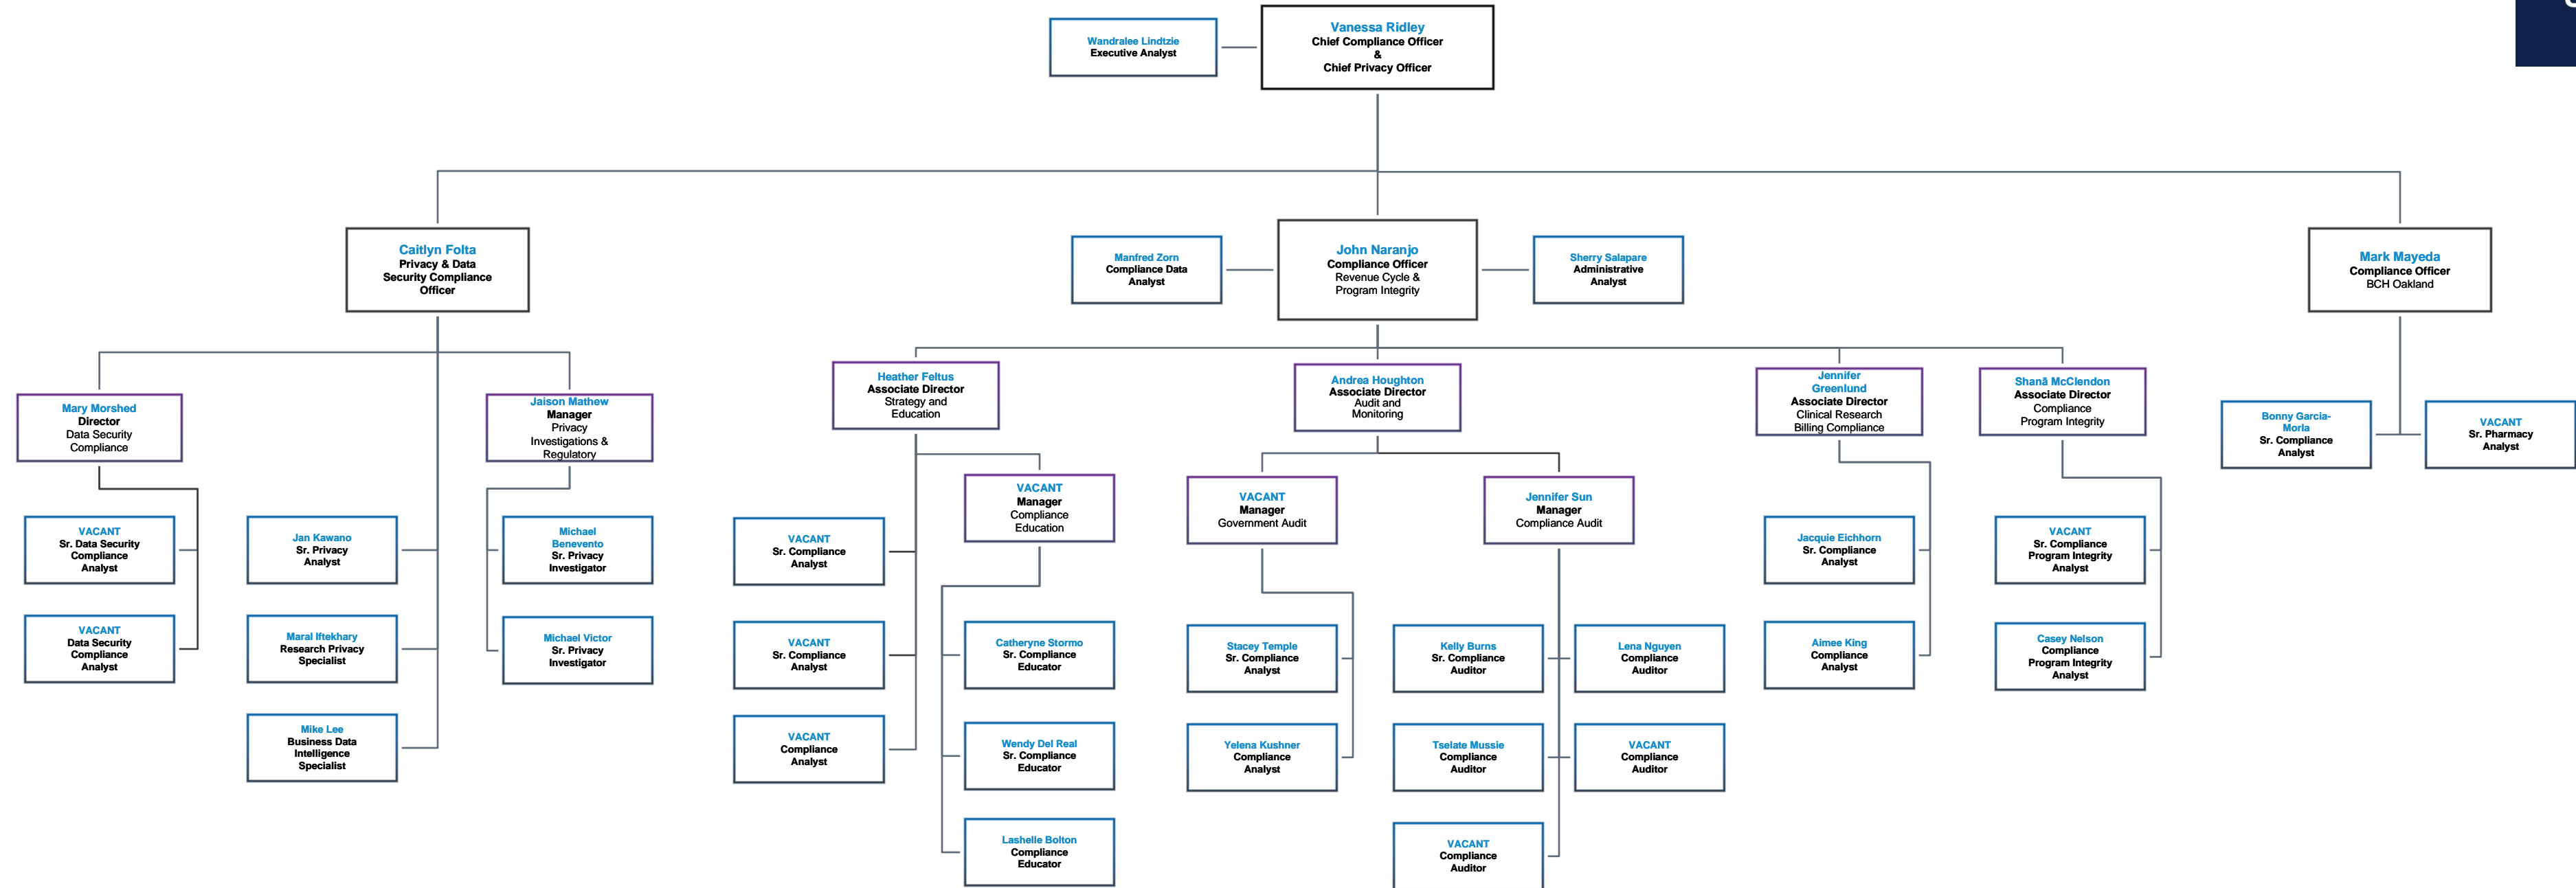 Wandralee Lindtzie
Executive Analyst
Vanessa Ridley
Chief Compliance Officer
&
Chief Privacy Officer
Caitlyn Folta
Privacy & Data
Security Compliance
Officer
Manfred Zorn
Compliance Data
Analyst
John Naranjo
Compliance Officer
Revenue Cycle &
Program Integrity
Sherry Salapare
Administrative
Analyst
Mark Mayeda
Compliance Officer
BCH Oakland
Mary Morshed
Director
Data Security
Compliance
Jaison Mathew
Manager
Privacy
Investigations &
Regulatory
Heather Feltus
Associate Director
Strategy and
Education
Andrea Houghton
Associate Director
Audit and
Monitoring
Jennifer
Greenlund
Associate Director
Clinical Research
Billing Compliance
Shanã McClendon
Associate Director
Compliance
Program Integrity
Bonny Garcia-
Morla
Sr. Compliance
Analyst
VACANT
Sr. Pharmacy
Analyst
VACANT
Manager
Compliance
Education
VACANT
Manager
Government Audit
Jennifer Sun
Manager
Compliance Audit
VACANT
Sr. Data Security
Compliance
Analyst
Jan Kawano
Sr. Privacy
Analyst
Michael
Benevento
Sr. Privacy
Investigator
VACANT
Sr. Compliance
Analyst
Jacquie Eichhorn
Sr. Compliance
Analyst
VACANT
Sr. Compliance
Program Integrity
Analyst
VACANT
Data Security
Compliance
Analyst
Maral Iftekhary
Research Privacy
Specialist
Michael Victor
Sr. Privacy
Investigator
VACANT
Sr. Compliance
Analyst
Catheryne Stormo
Sr. Compliance
Educator
Stacey Temple
Sr. Compliance
Analyst
Kelly Burns
Sr. Compliance
Auditor
Lena Nguyen
Compliance
Auditor
Aimee King
Compliance
Analyst
Casey Nelson
Compliance
Program Integrity
Analyst
Mike Lee
Business Data
Intelligence
Specialist
VACANT
Compliance
Analyst
Wendy Del Real
Sr. Compliance
Educator
Yelena Kushner
Compliance
Analyst
Tselate Mussie
Compliance
Auditor
VACANT
Compliance
Auditor
Lashelle Bolton
Compliance
Educator
VACANT
Compliance
Auditor